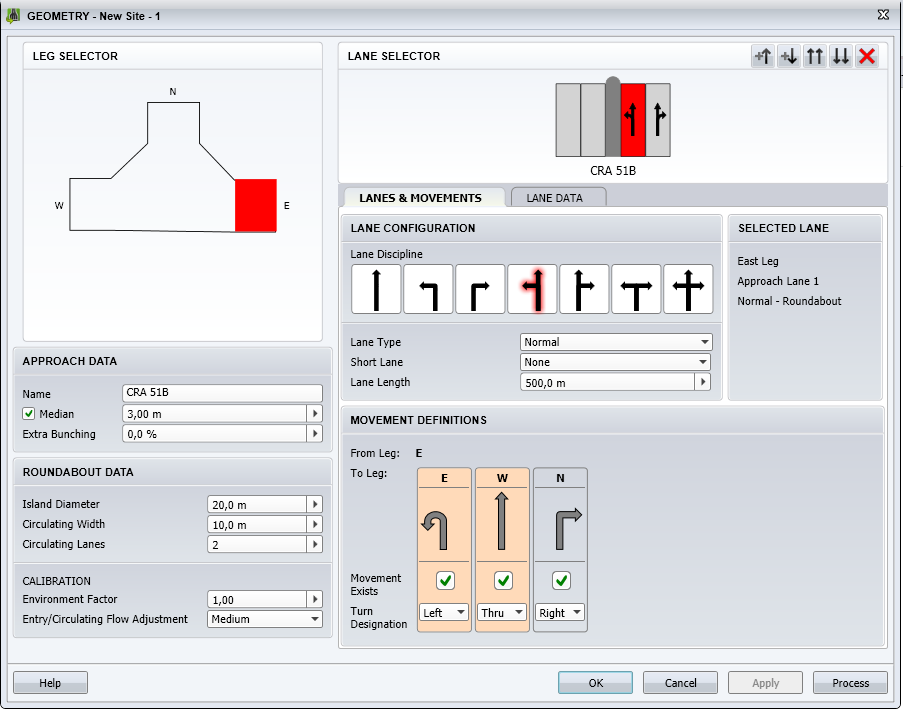 GEOMETRY - New Site - 1
LEG SELECTOR
N
W
E
APPROACH DATA
Name CRA 51B
Median 3,00 m
Extra Bunching 0,0 %
ROUNDABOUT DATA
Island Diameter 20,0 m
Circulating Width 10,0 m
Circulating Lanes 2
CALIBRATION
Environment Factor 1,00
Entry/Circulating Flow Adjustment Medium
LANE SELECTOR
CRA 51B
LANES & MOVEMENTS LANE DATA
LANE CONFIGURATION
Lane Discipline
Lane Type Normal
Short Lane None
Lane Length 500,0 m
SELECTED LANE
East Leg
Approach Lane 1
Normal - Roundabout
MOVEMENT DEFINITIONS
From Leg: E
To Leg: E W N
Movement
Exists
Turn
Designation Left Thru Right
Help OK Cancel Apply Process